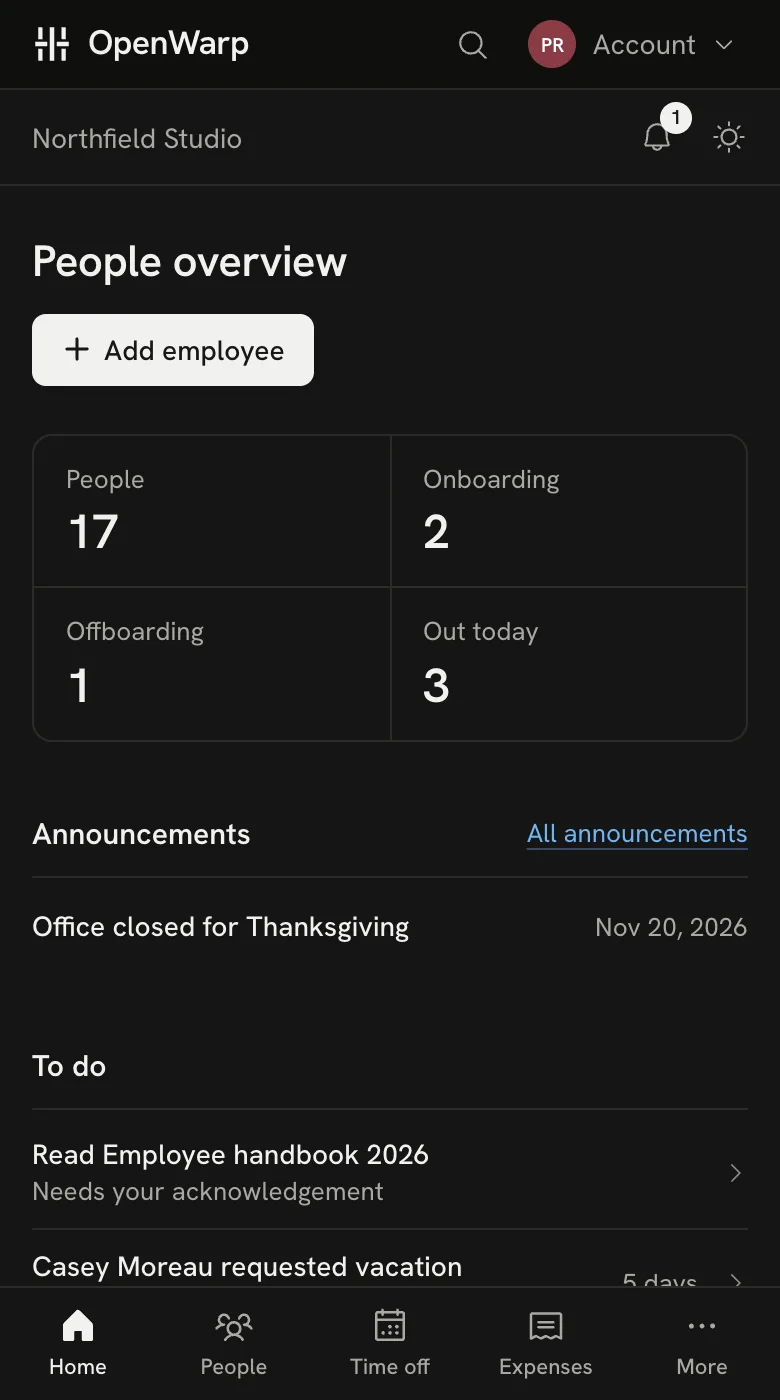 OpenWarp
PR
Account
Northfield Studio
1
People overview
Add employee
People
17
Onboarding
2
Offboarding
1
Out today
3
Announcements
All announcements
Office closed for Thanksgiving
Nov 20, 2026
To do
Read Employee handbook 2026
Needs your acknowledgement
Casey Moreau requested vacation
5 days
Home
People
Time off
Expenses
More